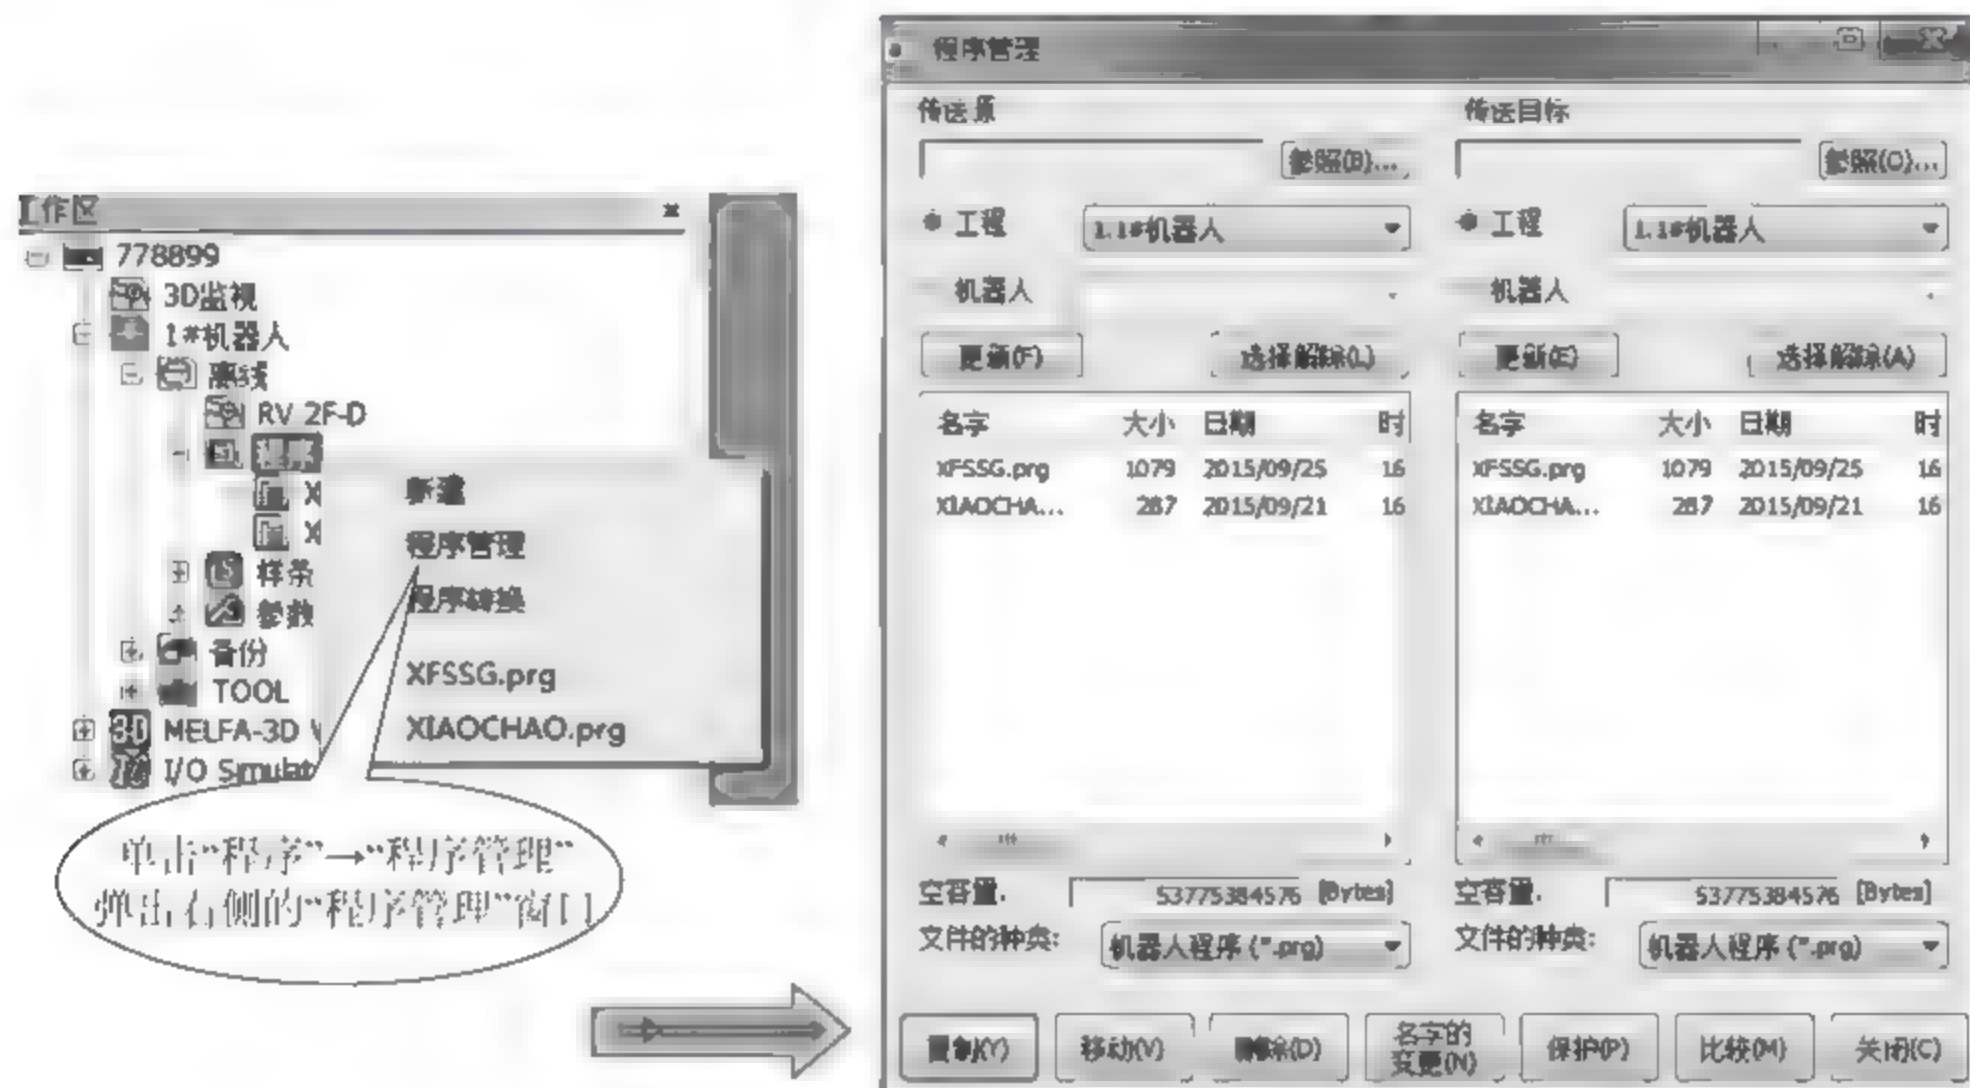 工作区
778899
3D监视
1#机器人
离线
RV 2F-D
程序
X
X
样条
参数
备份
TOOL
MELFA-3D V
I/O Simulat
新建
程序管理
程序转换
XFSSG.prg
XIAOCHAO.prg
单击“程序”→“程序管理”
弹出右侧的“程序管理”窗口
程序管理
传送源
参照(B)...
工程
1.1#机器人
机器人
更新(F)
选择解除(L)
名字 大小 日期 时
XFSSG.prg 1079 2015/09/25 16
XIAOCHA... 287 2015/09/21 16
空容量:
537775384576 [Bytes]
文件的种类:
机器人程序 (*.prg)
传送目标
参照(O)...
工程
1.1#机器人
机器人
更新(E)
选择解除(A)
名字 大小 日期 时
XFSSG.prg 1079 2015/09/25 16
XIAOCHA... 287 2015/09/21 16
空容量:
53775384576 [Bytes]
文件的种类:
机器人程序 (*.prg)
复制(Y)
移动(V)
删除(D)
名字的
变更(N)
保护(P)
比较(M)
关闭(C)